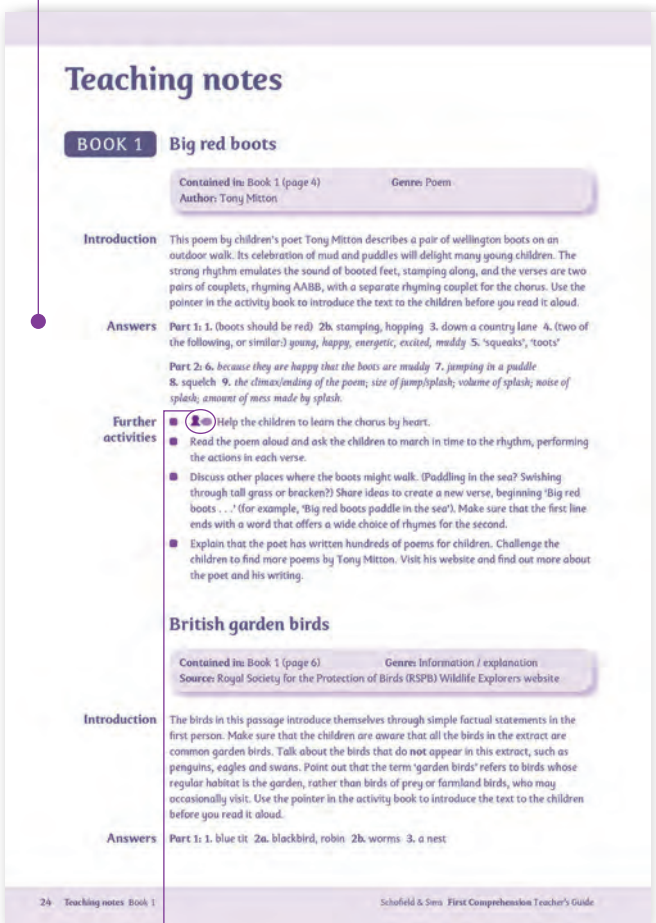 Teaching notes
BOOK 1 Big red boots
Contained in: Book 1 (page 4) Genre: Poem
Author: Tony Mitton
Introduction This poem by children's poet Tony Mitton describes a pair of wellington boots on an
outdoor walk. Its celebration of mud and puddles will delight many young children. The
strong rhythm emulates the sound of booted feet, stamping along, and the verses are two
pairs of couplets, rhyming AABB, with a separate rhyming couplet for the chorus. Use the
pointer in the activity book to introduce the text to the children before you read it aloud.
Answers Part 1: 1. (boots should be red) 2b. stamping, hopping 3. down a country lane 4. (two of
the following, or similar:) young, happy, energetic, excited, muddy 5. 'squeaks', 'toots'
Part 2: 6. because they are happy that the boots are muddy 7. jumping in a puddle
8. squelch 9. the climax/ending of the poem; size of jump/splash; volume of splash; noise of
splash; amount of mess made by splash.
Further activities
Help the children to learn the chorus by heart.
Read the poem aloud and ask the children to march in time to the rhythm, performing
the actions in each verse.
Discuss other places where the boots might walk. (Paddling in the sea? Swishing
through tall grass or bracken?) Share ideas to create a new verse, beginning 'Big red
boots . . .' (for example, 'Big red boots paddle in the sea'). Make sure that the first line
ends with a word that offers a wide choice of rhymes for the second.
Explain that the poet has written hundreds of poems for children. Challenge the
children to find more poems by Tony Mitton. Visit his website and find out more about
the poet and his writing.
British garden birds
Contained in: Book 1 (page 6) Genre: Information / explanation
Source: Royal Society for the Protection of Birds (RSPB) Wildlife Explorers website
Introduction The birds in this passage introduce themselves through simple factual statements in the
first person. Make sure that the children are aware that all the birds in the extract are
common garden birds. Talk about the birds that do not appear in this extract, such as
penguins, eagles and swans. Point out that the term 'garden birds' refers to birds whose
regular habitat is the garden, rather than birds of prey or farmland birds, who may
occasionally visit. Use the pointer in the activity book to introduce the text to the children
before you read it aloud.
Answers Part 1: 1. blue tit 2a. blackbird, robin 2b. worms 3. a nest
24 Teaching notes Book 1 Schofield & Sims First Comprehension Teacher's Guide